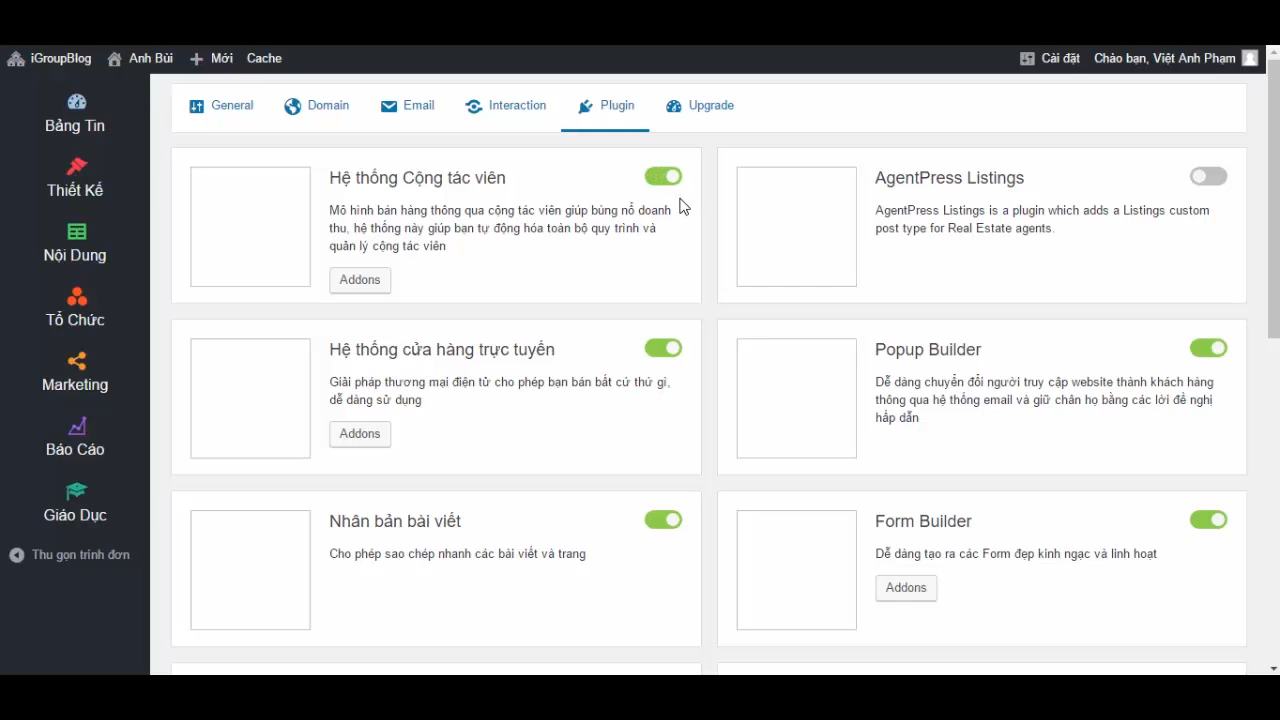 iGroupBlog Anh Bùi Mới Cache Cài đặt Chào bạn, Việt Anh Phạm
Bảng Tin
Thiết Kế
Nội Dung
Tổ Chức
Marketing
Báo Cáo
Giáo Dục
Thu gọn trình đơn
General Domain Email Interaction Plugin Upgrade
Hệ thống Cộng tác viên
Mô hình bán hàng thông qua cộng tác viên giúp bùng nổ doanh
thu, hệ thống này giúp bạn tự động hóa toàn bộ quy trình và
quản lý cộng tác viên
Addons
AgentPress Listings
AgentPress Listings is a plugin which adds a Listings custom
post type for Real Estate agents.
Hệ thống cửa hàng trực tuyến
Giải pháp thương mại điện tử cho phép bạn bán bất cứ thứ gì,
dễ dàng sử dụng
Addons
Popup Builder
Dễ dàng chuyển đổi người truy cập website thành khách hàng
thông qua hệ thống email và giữ chân họ bằng các lời đề nghị
hấp dẫn
Nhân bản bài viết
Cho phép sao chép nhanh các bài viết và trang
Form Builder
Dễ dàng tạo ra các Form đẹp kinh ngạc và linh hoạt
Addons